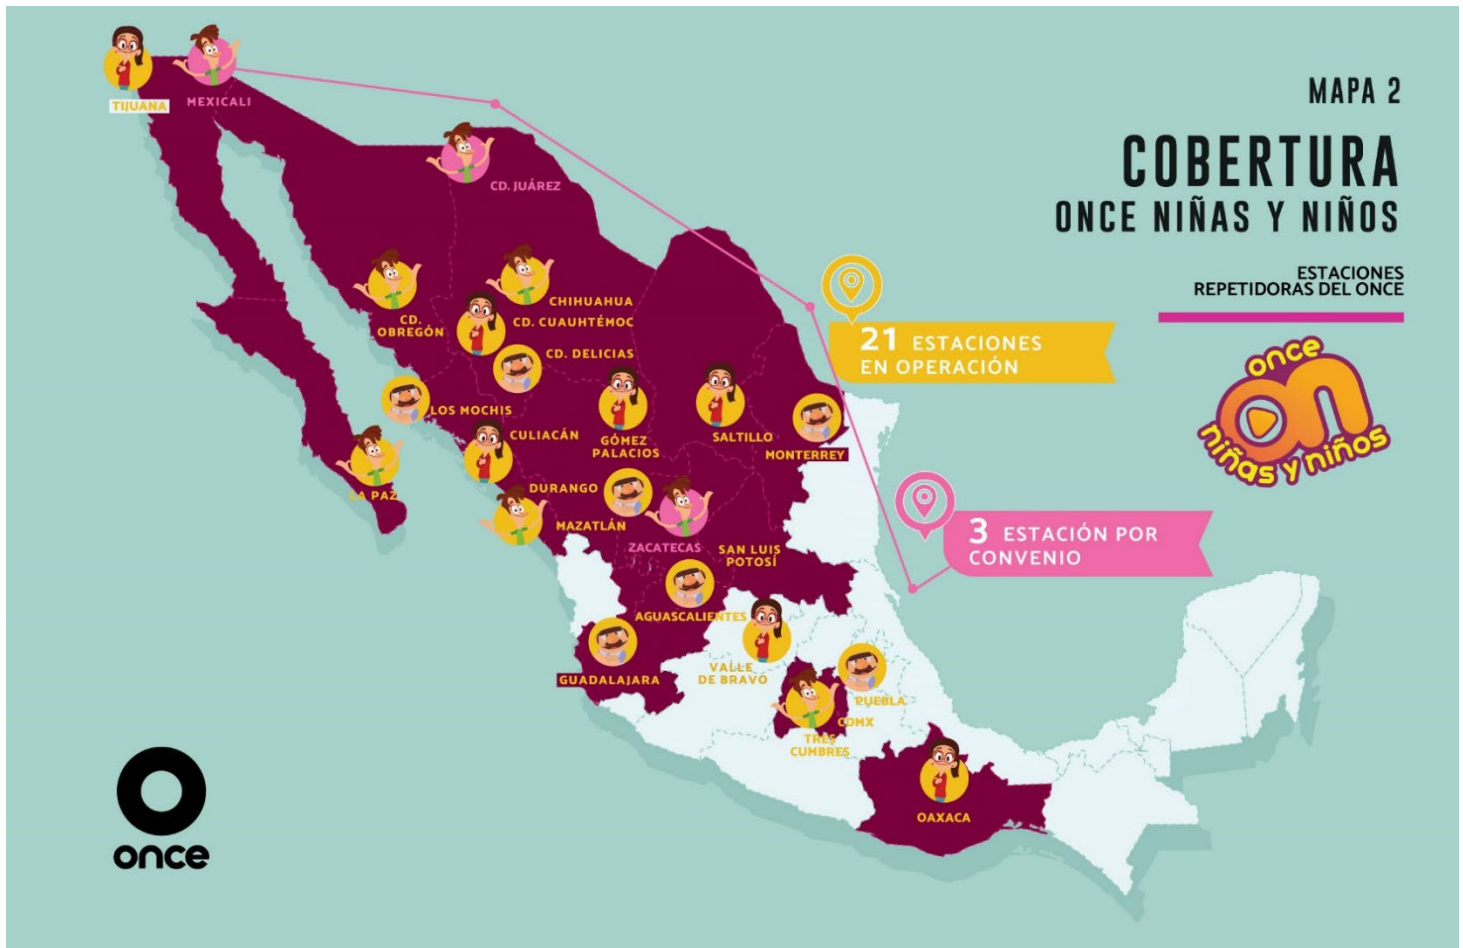 MAPA 2
COBERTURA
ONCE NIÑAS Y NIÑOS
ESTACIONES
REPETIDORAS DEL ONCE
once
on
niñas y niños
TIJUANA
MEXICALI
CD. JUÁREZ
CHIHUAHUA
CD.
OBREGÓN
CD. CUAUHTÉMOC
CD. DELICIAS
21 ESTACIONES
EN OPERACIÓN
LOS MOCHIS
CULIACÁN
GÓMEZ
PALACIOS
SALTILLO
MONTERREY
LA PAZ
DURANGO
MAZATLÁN
ZACATECAS
SAN LUIS
POTOSÍ
3 ESTACIÓN POR
CONVENIO
AGUASCALIENTES
GUADALAJARA
VALLE
DE BRAVO
PUEBLA
CDMX
TRES
CUMBRES
OAXACA
once